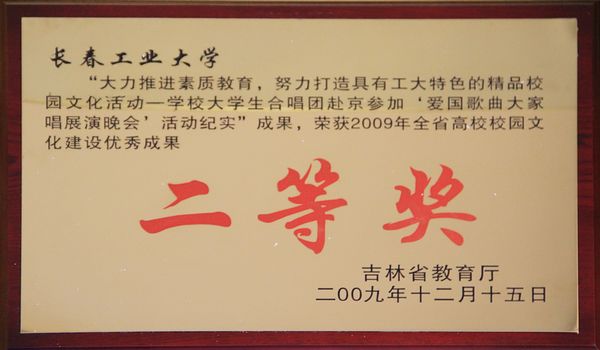 长春工业大学
“大力推进素质教育，努力打造具有工大特色的精品校
园文化活动—学校大学生合唱团赴京参加‘爱国歌曲大家
唱展演晚会’活动纪实”成果，荣获2009年全省高校校园文
化建设优秀成果
二等奖
吉林省教育厅
二00九年十二月十五日